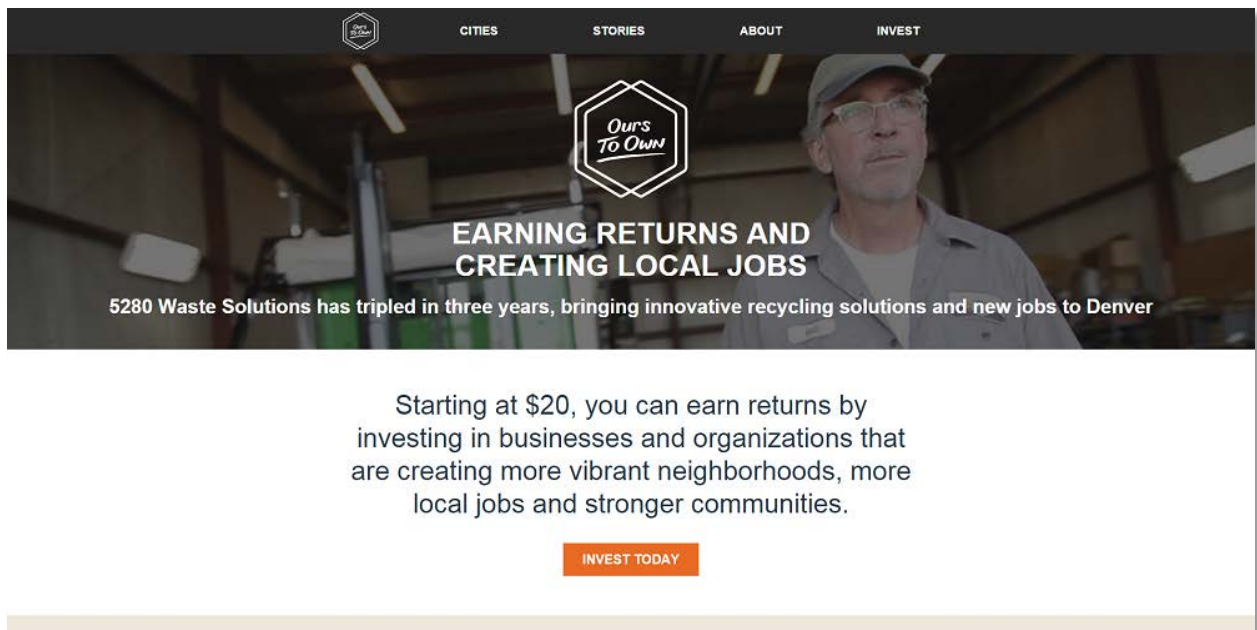 Ours
To Own
CITIES
STORIES
ABOUT
INVEST
Ours
To Own
EARNING RETURNS AND
CREATING LOCAL JOBS
5280 Waste Solutions has tripled in three years, bringing innovative recycling solutions and new jobs to Denver
Starting at $20, you can earn returns by
investing in businesses and organizations that
are creating more vibrant neighborhoods, more
local jobs and stronger communities.
INVEST TODAY